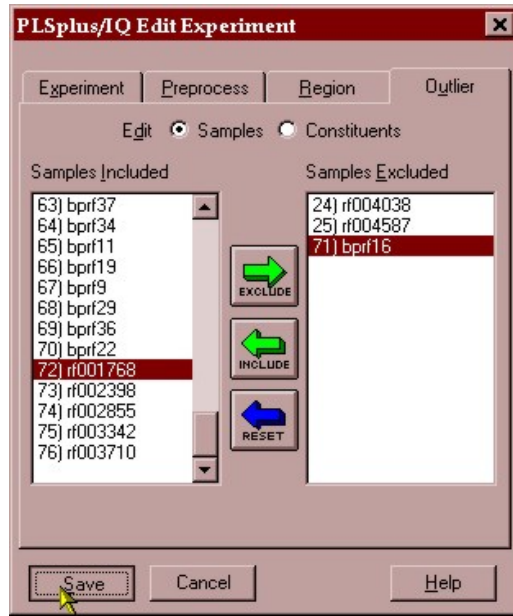 PLSplus/IQ Edit Experiment
Experiment
Preprocess
Region
Outlier
Edit Samples Constituents
Samples Included
Samples Excluded
63) bprf37
64) bprf34
65) bprf11
66) bprf19
67) bprf9
68) bprf29
69) bprf36
70) bprf22
72) rf001768
73) rf002398
74) rf002855
75) rf003342
76) rf003710
EXCLUDE
INCLUDE
RESET
24) rf004038
25) rf004587
71) bprf16
Save
Cancel
Help